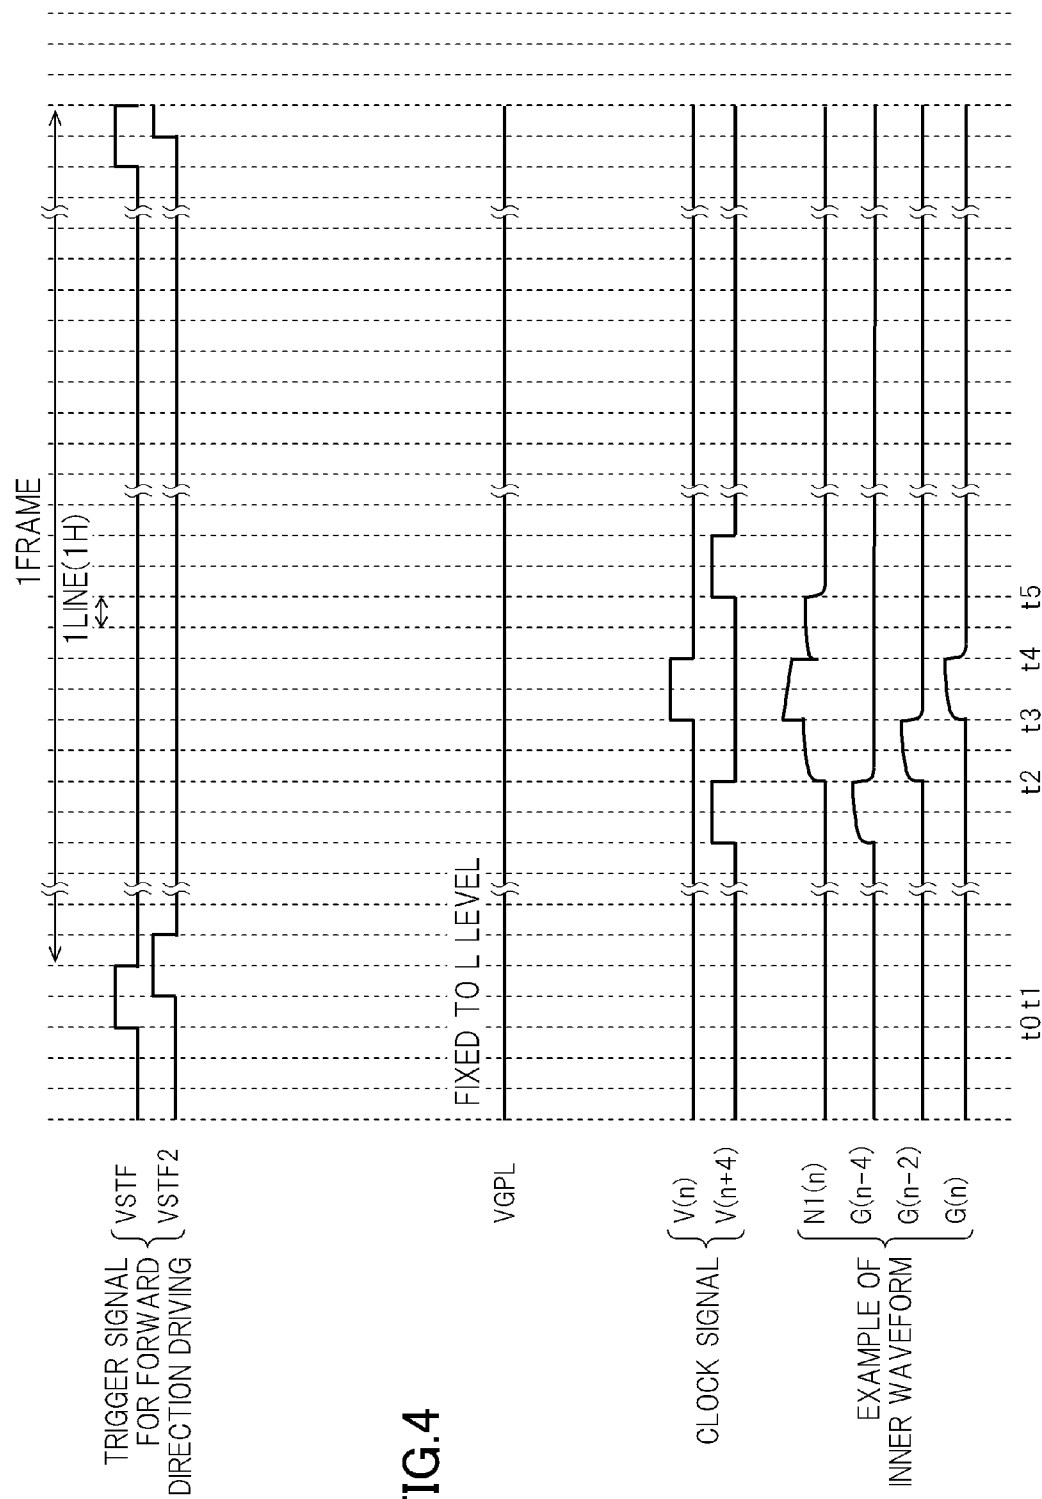 FIG.4
1FRAME
1LINE(1H)
TRIGGER SIGNAL
FOR FORWARD
DIRECTION DRIVING
VSTF
VSTF2
FIXED TO L LEVEL
VGPL
CLOCK SIGNAL
V(n)
V(n+4)
EXAMPLE OF
INNER WAVEFORM
N1(n)
G(n-4)
G(n-2)
G(n)
t0 t1 t2 t3 t4 t5